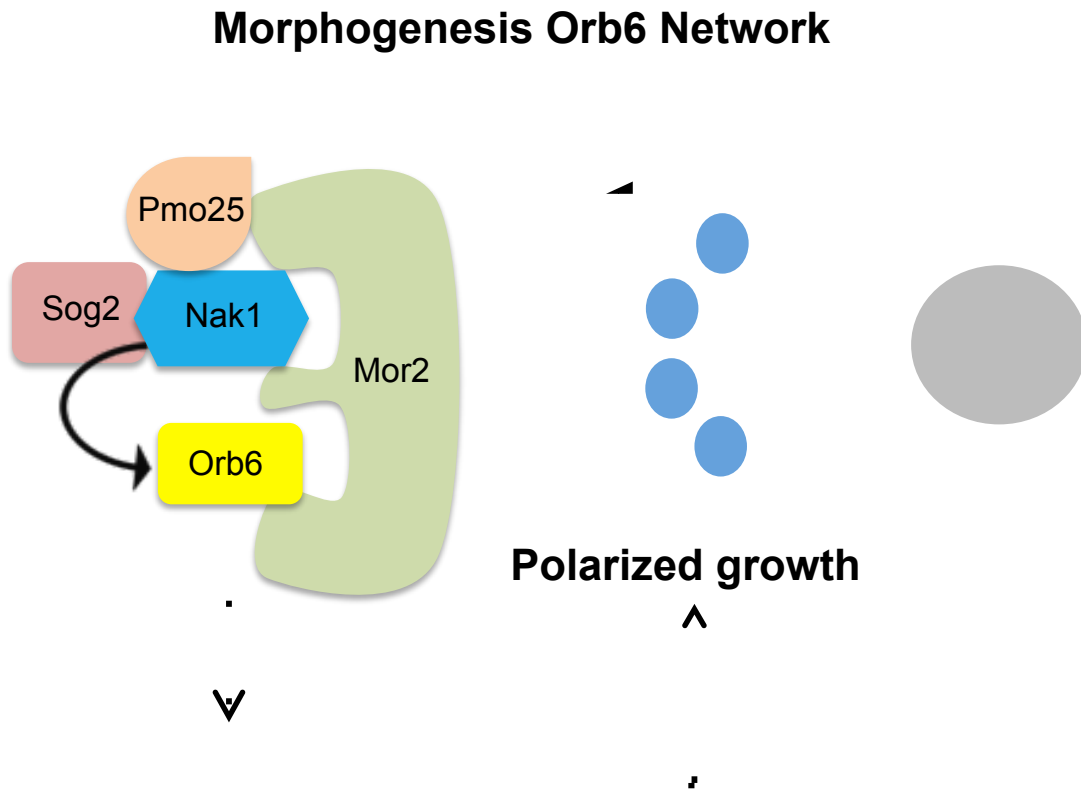 Morphogenesis Orb6 Network
Pmo25
Sog2
Nak1
Mor2
Orb6
Polarized growth